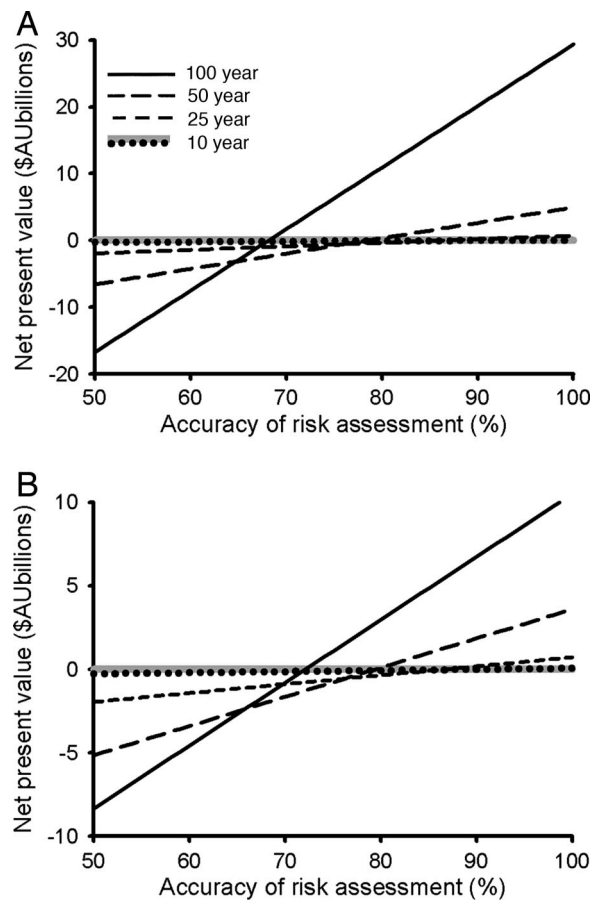 A
30
20
10
0
-10
-20
Net present value ($AUbillions)
100 year
50 year
25 year
10 year
50 60 70 80 90 100
Accuracy of risk assessment (%)
B
10
5
0
-5
-10
Net present value ($AUbillions)
50 60 70 80 90 100
Accuracy of risk assessment (%)